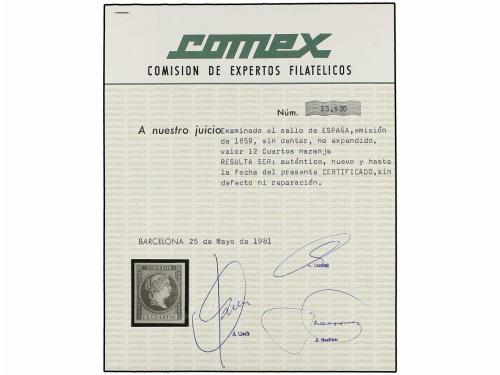 comex
COMISION DE EXPERTOS FILATELICOS
Núm. 13.620
A nuestro juicio Examinado el sello de ESPAÑA, emisión
de 1859, sin dentar, no expendido,
valor 12 Cuartos naranja
RESULTA SER: auténtico, nuevo y hasta
la fecha del presente CERTIFICADO, sin
defecto ni reparación.
BARCELONA 25 de Mayo de 1981
CORREOS